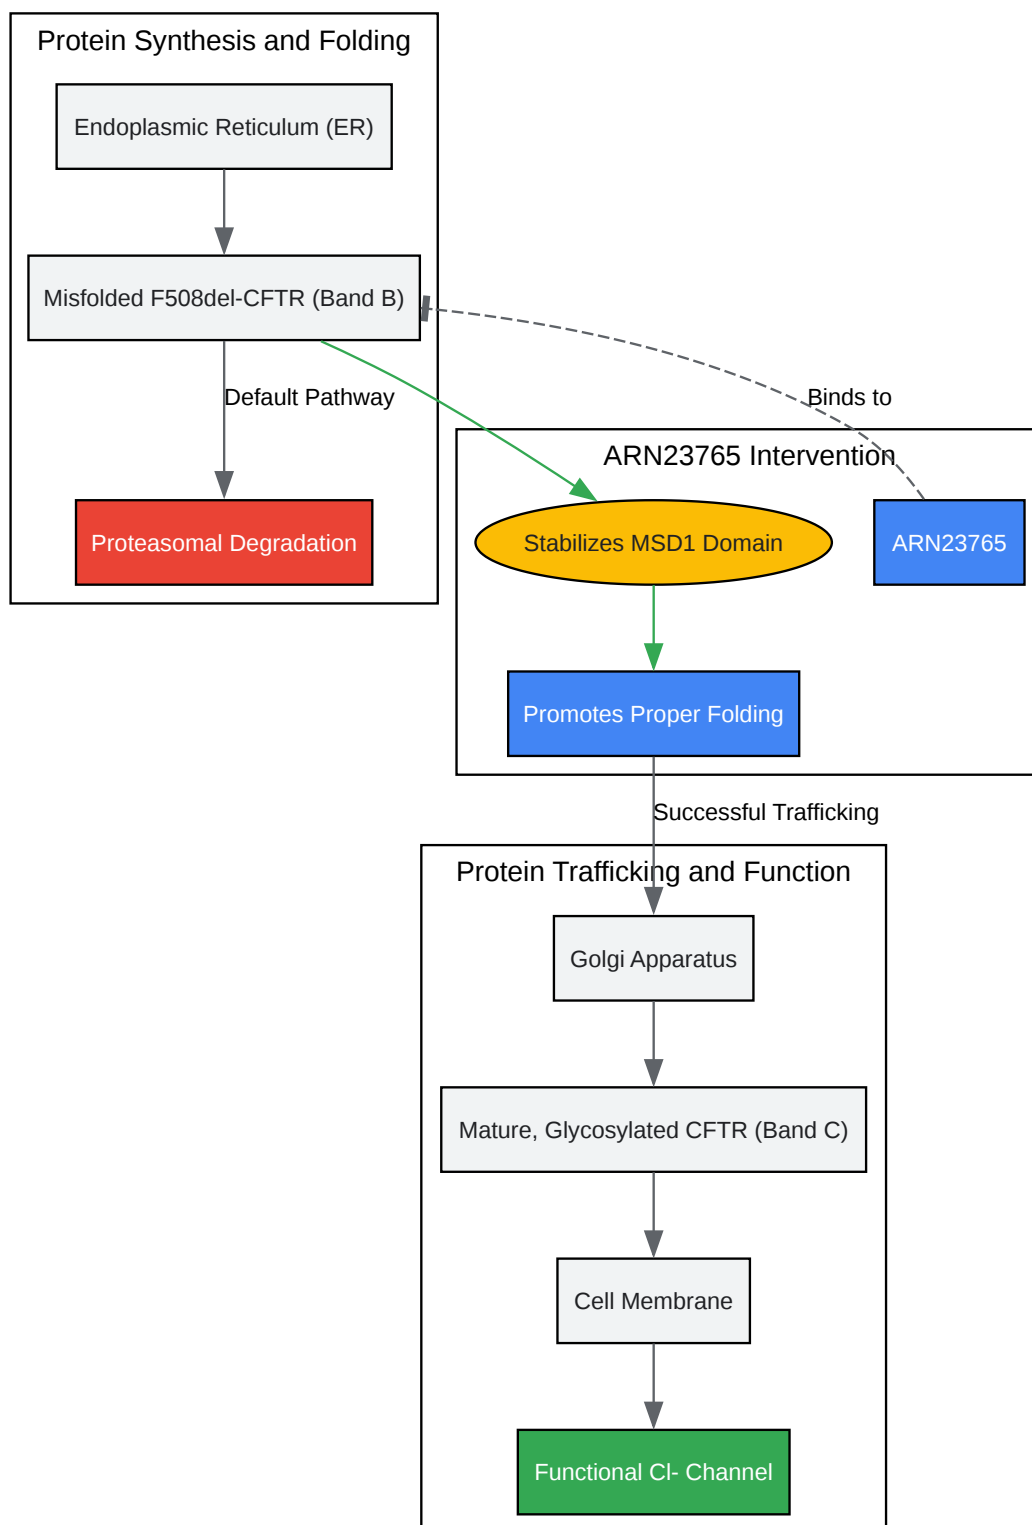 Protein Synthesis and Folding
Endoplasmic Reticulum (ER)
Misfolded F508del-CFTR (Band B)
Default Pathway
Binds to
Proteasomal Degradation
ARN23765 Intervention
Stabilizes MSD1 Domain
ARN23765
Promotes Proper Folding
Successful Trafficking
Protein Trafficking and Function
Golgi Apparatus
Mature, Glycosylated CFTR (Band C)
Cell Membrane
Functional Cl- Channel